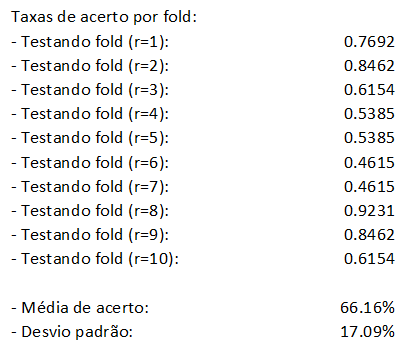 Taxas de acerto por fold:
- Testando fold (r=1): 0.7692
- Testando fold (r=2): 0.8462
- Testando fold (r=3): 0.6154
- Testando fold (r=4): 0.5385
- Testando fold (r=5): 0.5385
- Testando fold (r=6): 0.4615
- Testando fold (r=7): 0.4615
- Testando fold (r=8): 0.9231
- Testando fold (r=9): 0.8462
- Testando fold (r=10): 0.6154
- Média de acerto: 66.16%
- Desvio padrão: 17.09%